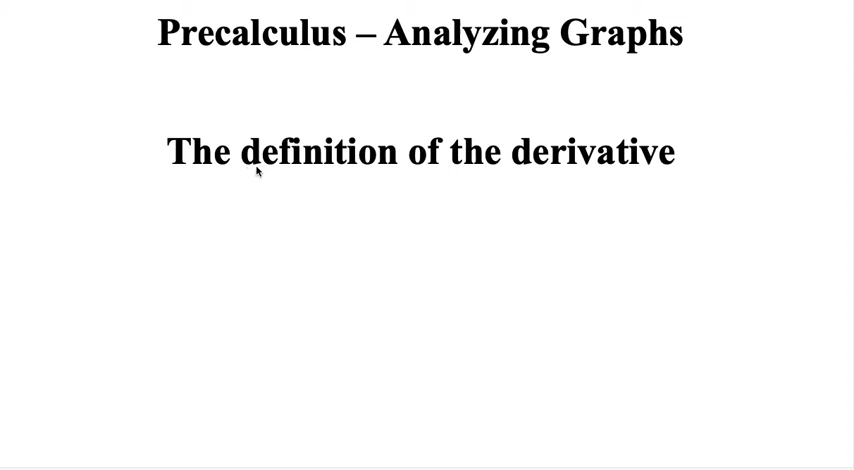 Precalculus – Analyzing Graphs
The definition of the derivative